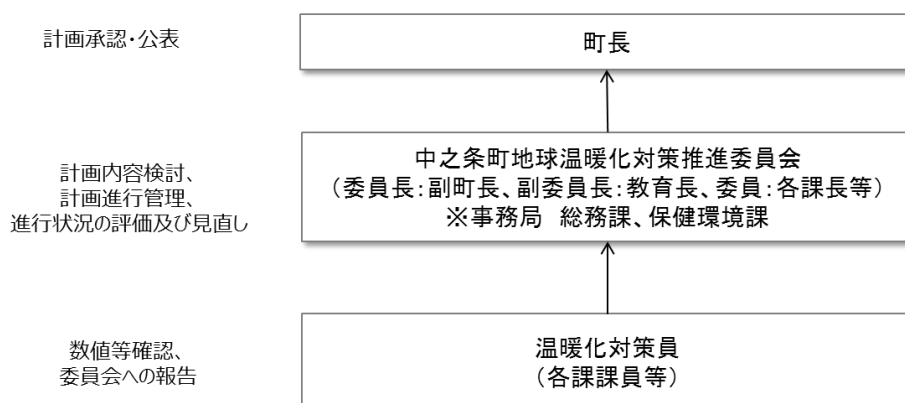 計画承認・公表
町長
計画内容検討、
計画進行管理、
進行状況の評価及び見直し
中之条町地球温暖化対策推進委員会
（委員長：副町長、副委員長：教育長、委員：各課長等）
※事務局　総務課、保健環境課
数値等確認、
委員会への報告
温暖化対策員
（各課課員等）